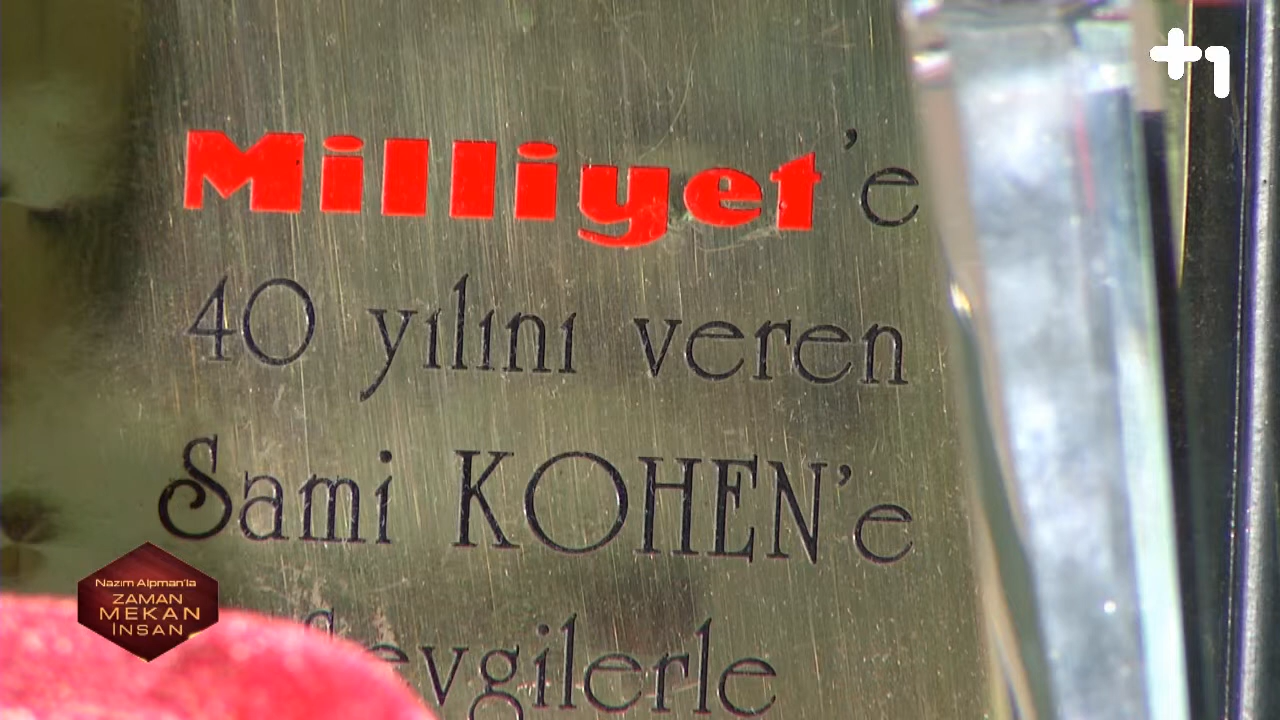 +1
Milliyet'e
40 yılını veren
Sami KOHEN'e
Sevgilerle
Nazım Alpman'la
ZAMAN
MEKAN
İNSAN